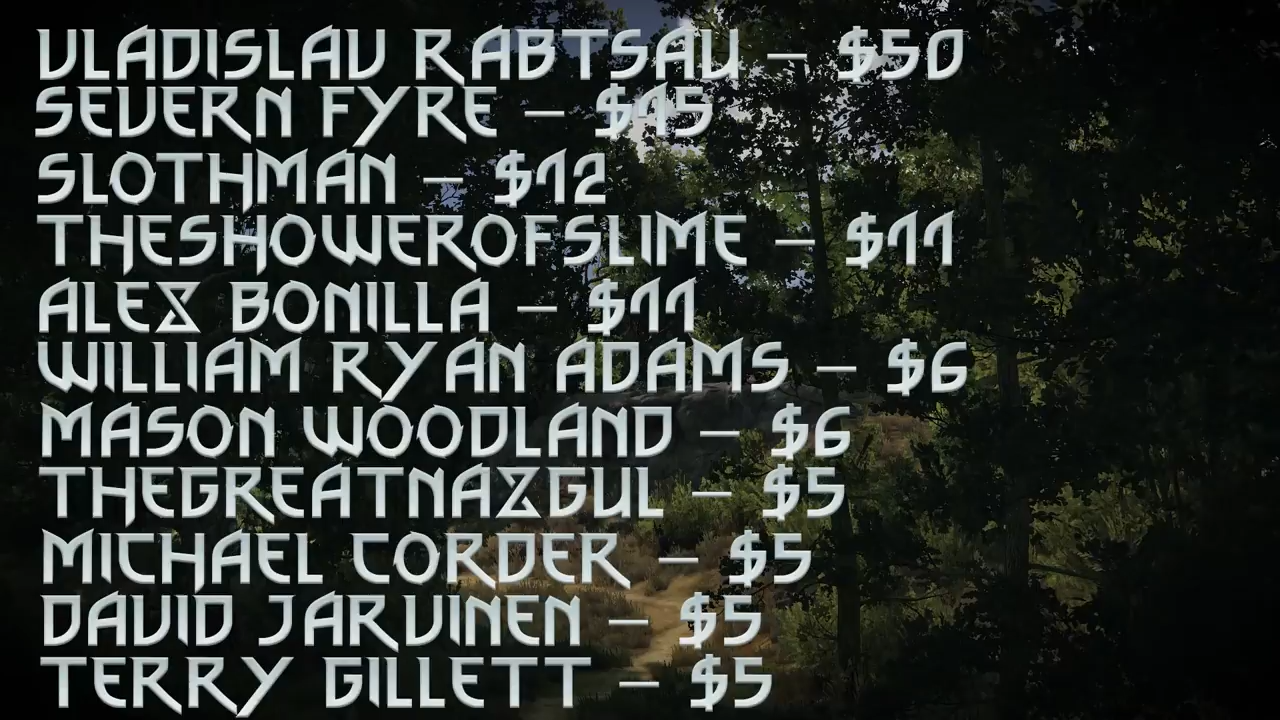 VLADISLAV RABTSAU – $50
SEVERN FYRE – $15
SLOTHMAN – $12
THESHOWEROFSLIME – $11
ALEX BONILLA – $11
WILLIAM RYAN ADAMS – $6
MASON WOODLAND – $6
THEGREATNAZGUL – $5
MICHAEL CORDER – $5
DAVID JARVINEN – $5
TERRY GILLETT – $5